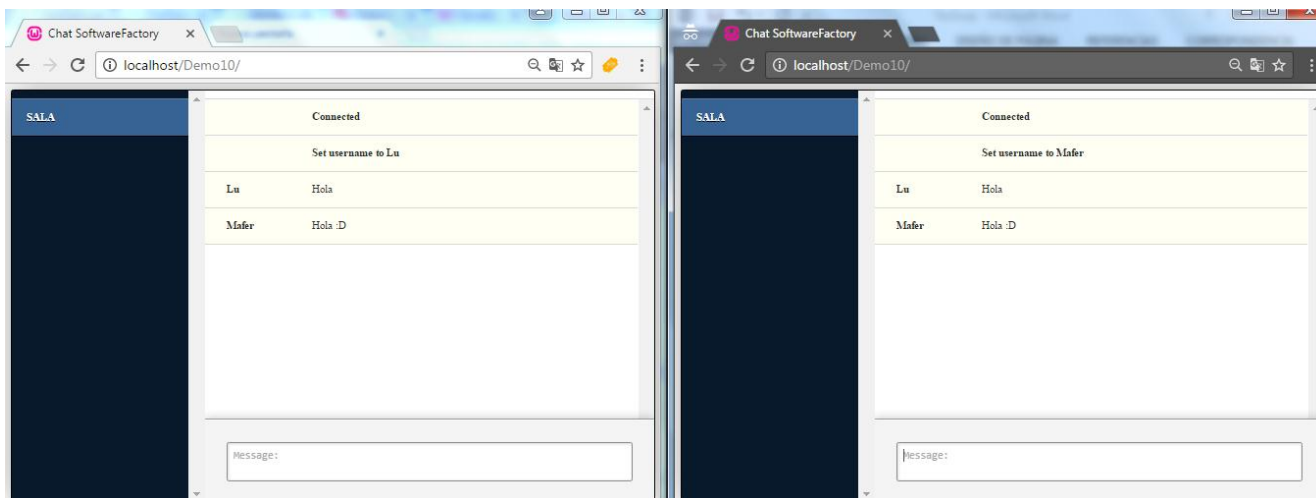 Chat SoftwareFactory
localhost/Demo10/
SALA
Connected
Set username to Lu
Lu Hola
Mafer Hola :D
Message:
Chat SoftwareFactory
localhost/Demo10/
SALA
Connected
Set username to Mafer
Lu Hola
Mafer Hola :D
Message: